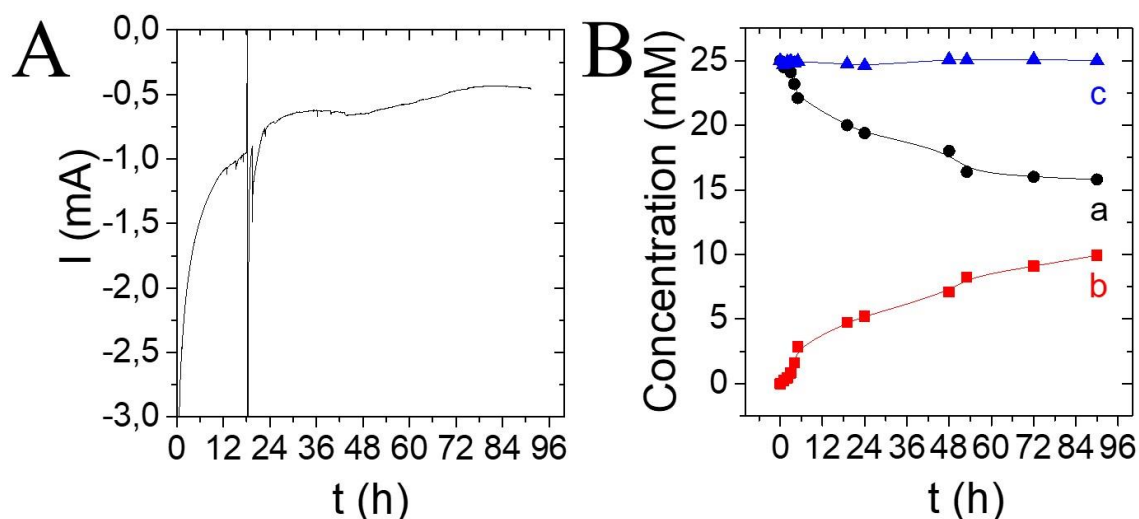 A
I (mA)
0,0
-0,5
-1,0
-1,5
-2,0
-2,5
-3,0
0 12 24 36 48 60 72 84 96
t (h)
B
Concentration (mM)
25
20
15
10
5
0
c
a
b
0 12 24 36 48 60 72 84 96
t (h)